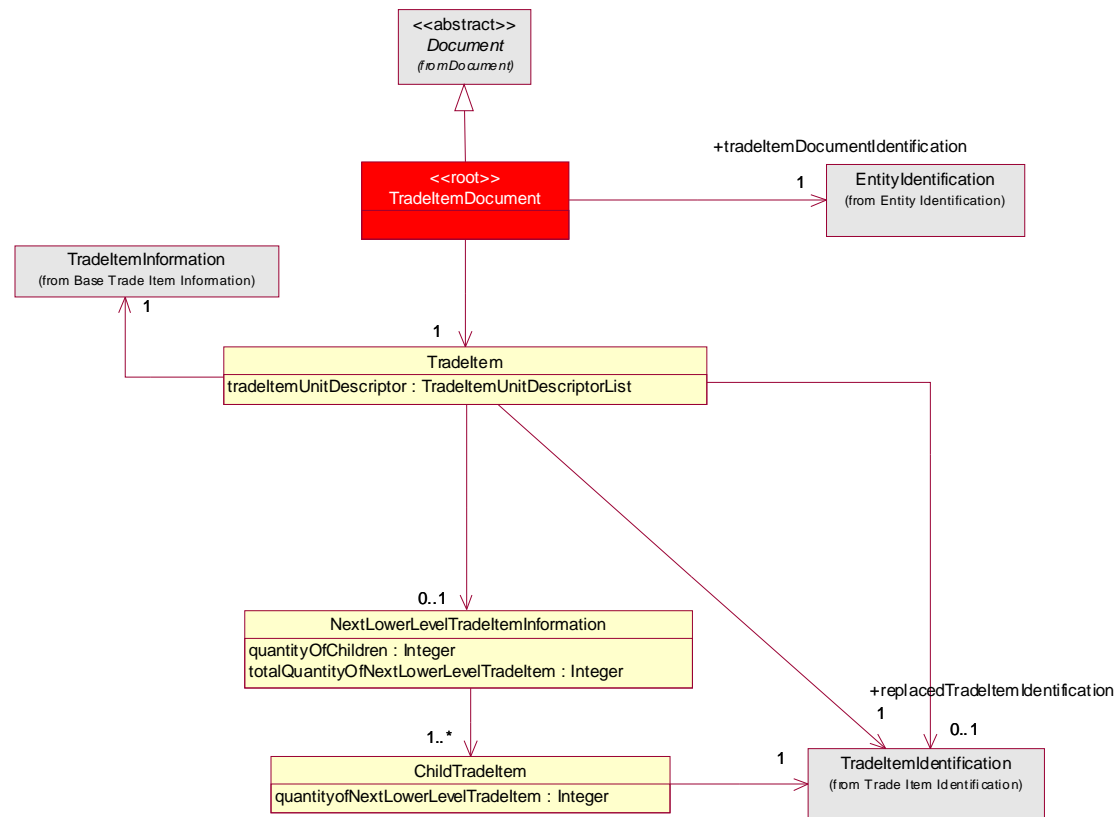 <<abstract>>
Document
(from Document)
+tradeItemDocumentIdentification
<<root>>
TradeItemDocument
1
EntityIdentification
(from Entity Identification)
TradeItemInformation
(from Base Trade Item Information)
1
1
TradeItem
tradeItemUnitDescriptor : TradeItemUnitDescriptorList
0..1
NextLowerLevelTradeItemInformation
quantityOfChildren : Integer
totalQuantityOfNextLowerLevelTradeItem : Integer
+replacedTradeItemIdentification
1
0..1
1..*
1
TradeItemIdentification
(from Trade Item Identification)
ChildTradeItem
quantityofNextLowerLevelTradeItem : Integer